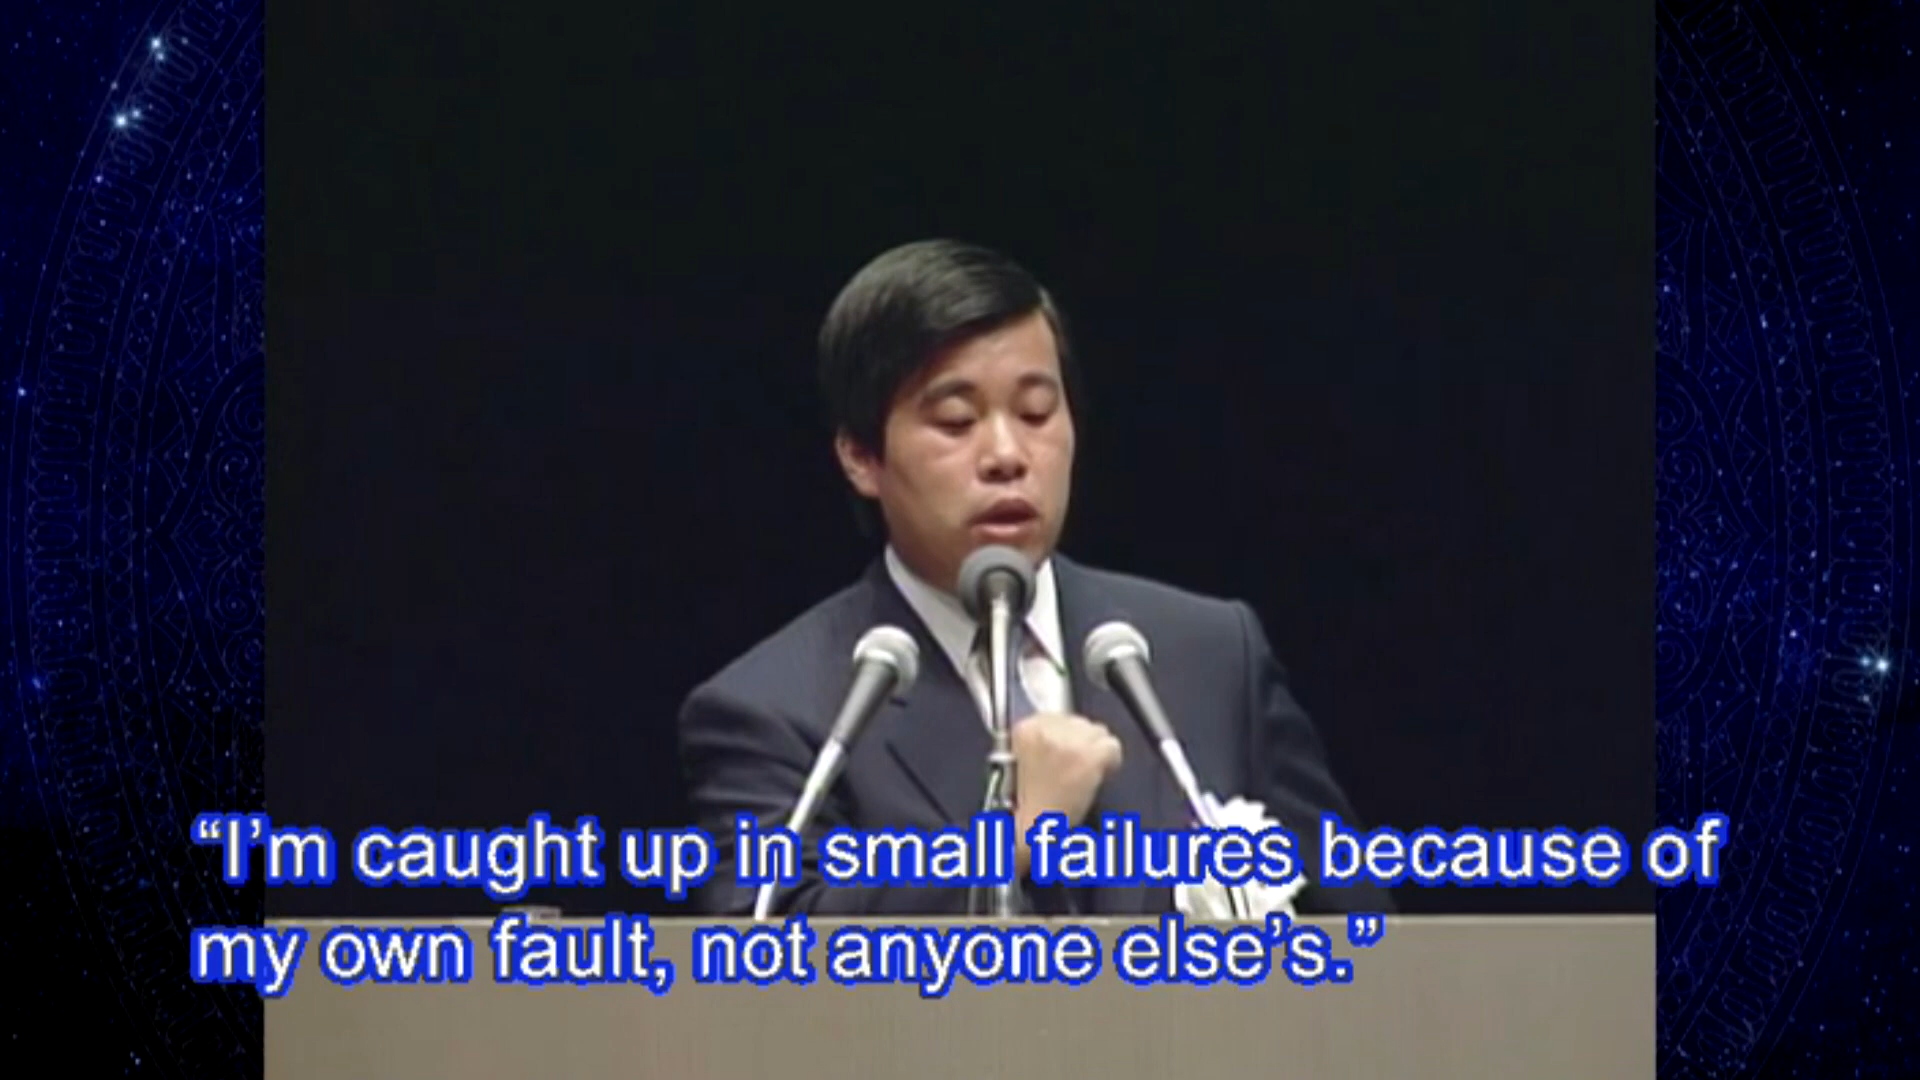 “I’m caught up in small failures because of
my own fault, not anyone else’s.”